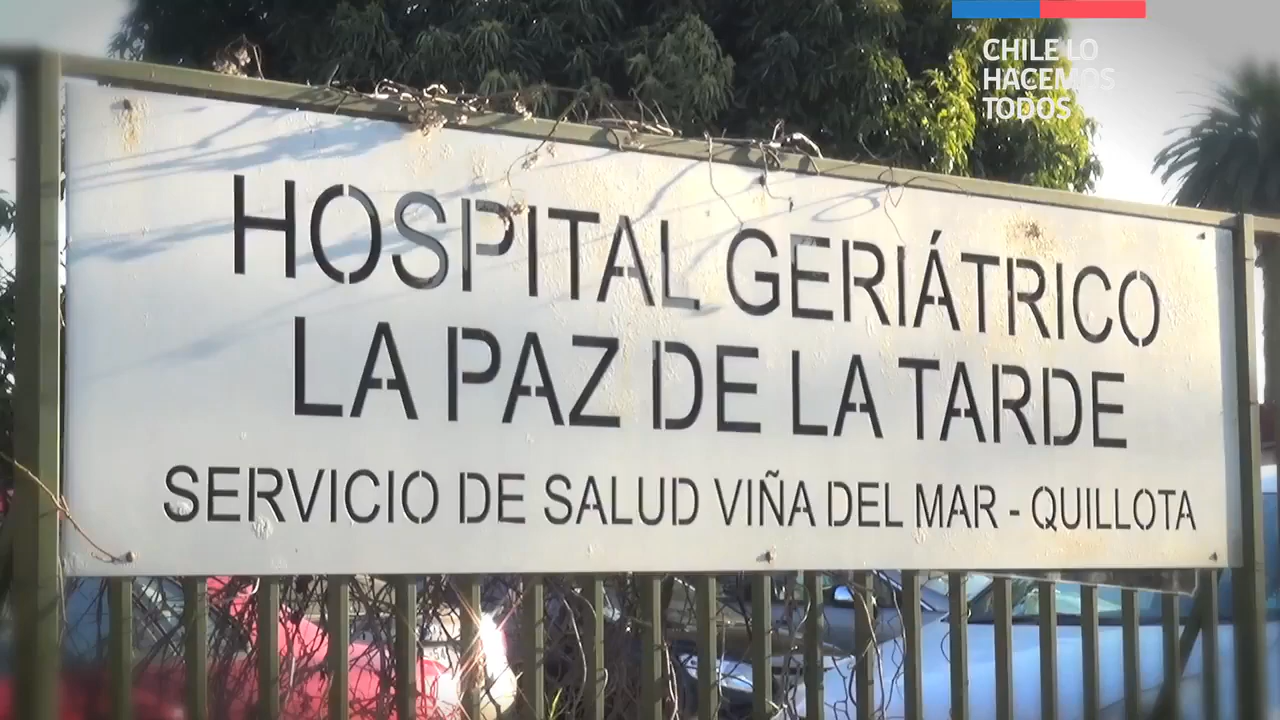 CHILE LO
HACEMOS
TODOS
HOSPITAL GERIÁTRICO
LA PAZ DE LA TARDE
SERVICIO DE SALUD VIÑA DEL MAR - QUILLOTA